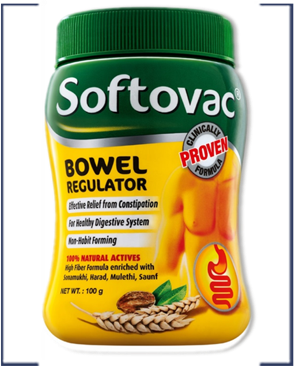 Softovac®
CLINICALLY
PROVEN
FORMULA
BOWEL
REGULATOR
Effective Relief from Constipation
For Healthy Digestive System
Non-Habit Forming
100% NATURAL ACTIVES
High Fiber Formula enriched with
Sonamukhi, Harad, Mulethi, Saunf
NET WT. : 100 g